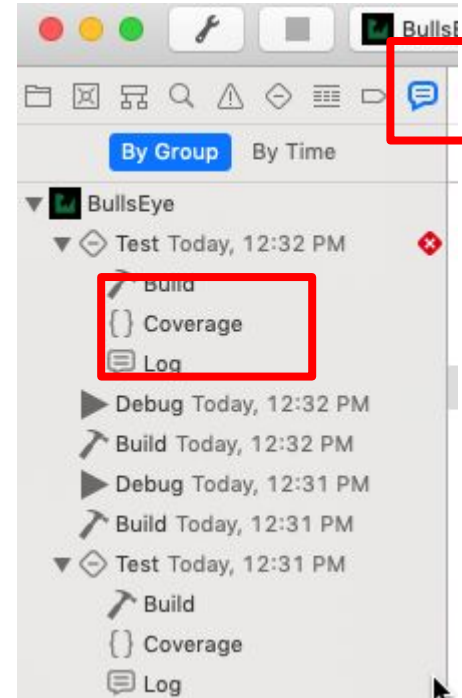 BullsE
By Group By Time
BullsEye
Test Today, 12:32 PM
Build
{} Coverage
Log
Debug Today, 12:32 PM
Build Today, 12:32 PM
Debug Today, 12:31 PM
Build Today, 12:31 PM
Test Today, 12:31 PM
Build
{} Coverage
Log